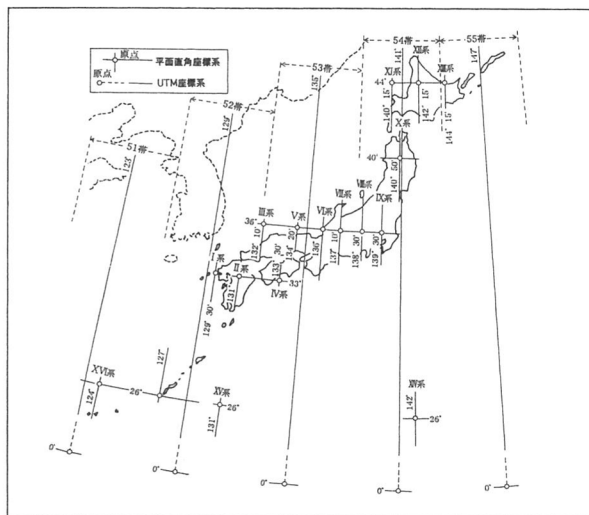 原点
平面直角座標系
原点
UTM座標系
51帯
52帯
53帯
54帯
55帯
123°
129°
135°
141°
147°
XI系
XII系
XIII系
44°
140° 15′
142° 15′
144° 15′
X系
40°
140° 50′
III系
V系
VI系
VII系
VIII系
IX系
36°
132° 10′
134° 20′
136°
137° 10′
138° 30′
139° 30′
I系
II系
IV系
33°
129° 30′
131°
133° 30′
XVI系
124°
26°
127°
XV系
131°
26°
XIV系
142°
26°
0°
0°
0°
0°
0°